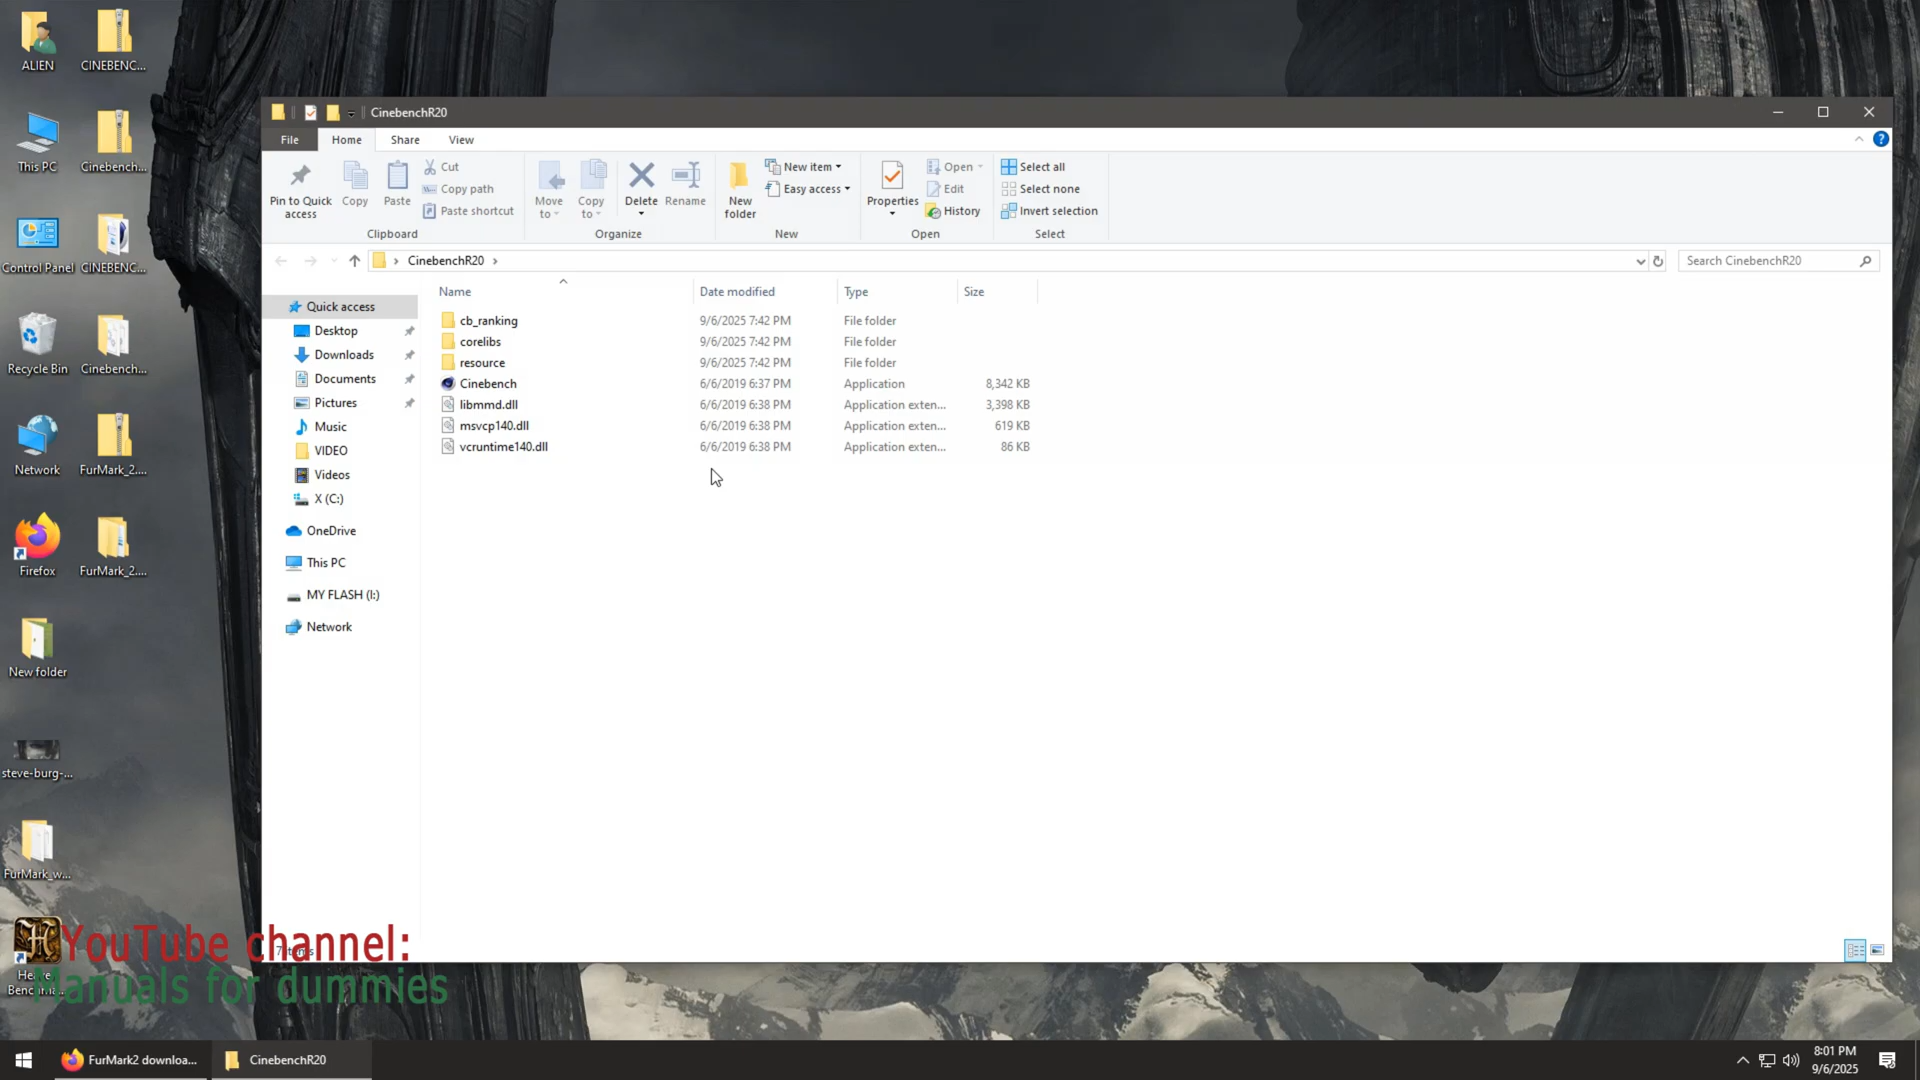 ALIEN
CINEBENC...
This PC
Cinebench...
Control Panel
CINEBENC...
Recycle Bin
Cinebench...
Network
FurMark_2....
Firefox
FurMark_2....
New folder
steve-burg-...
FurMark_w...
CinebenchR20
File
Home
Share
View
Pin to Quick
access
Copy
Paste
Cut
Copy path
Paste shortcut
Clipboard
Move
to
Copy
to
Delete
Rename
Organize
New
folder
New item
Easy access
New
Properties
Open
Edit
History
Open
Select all
Select none
Invert selection
Select
CinebenchR20
Search CinebenchR20
Name
Date modified
Type
Size
Quick access
Desktop
Downloads
Documents
Pictures
Music
VIDEO
Videos
X (C:)
OneDrive
This PC
MY FLASH (I:)
Network
cb_ranking 9/6/2025 7:42 PM File folder
corelibs 9/6/2025 7:42 PM File folder
resource 9/6/2025 7:42 PM File folder
Cinebench 6/6/2019 6:37 PM Application 8,342 KB
libmmd.dll 6/6/2019 6:38 PM Application exten... 3,398 KB
msvcp140.dll 6/6/2019 6:38 PM Application exten... 619 KB
vcruntime140.dll 6/6/2019 6:38 PM Application exten... 86 KB
YouTube channel:
Manuals for dummies
FurMark2 downloa...
CinebenchR20
8:01 PM
9/6/2025